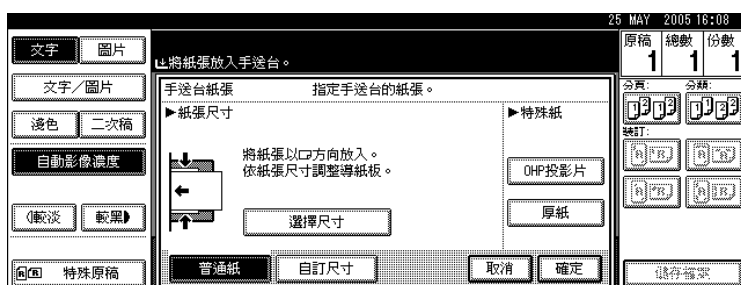 25 MAY 2005 16:08
文字 圖片
將紙張放入手送台。
原稿 總數 份數
1 1 1
文字／圖片
手送台紙張 指定手送台的紙張。
分頁: 分類:
▶紙張尺寸 ▶特殊紙
淺色 二次稿
裝訂:
自動影像濃度
將紙張以□方向放入。
依紙張尺寸調整導紙板。
OHP投影片
較淡 較黑
選擇尺寸 厚紙
特殊原稿
普通紙 自訂尺寸 取消 確定
儲存檔案